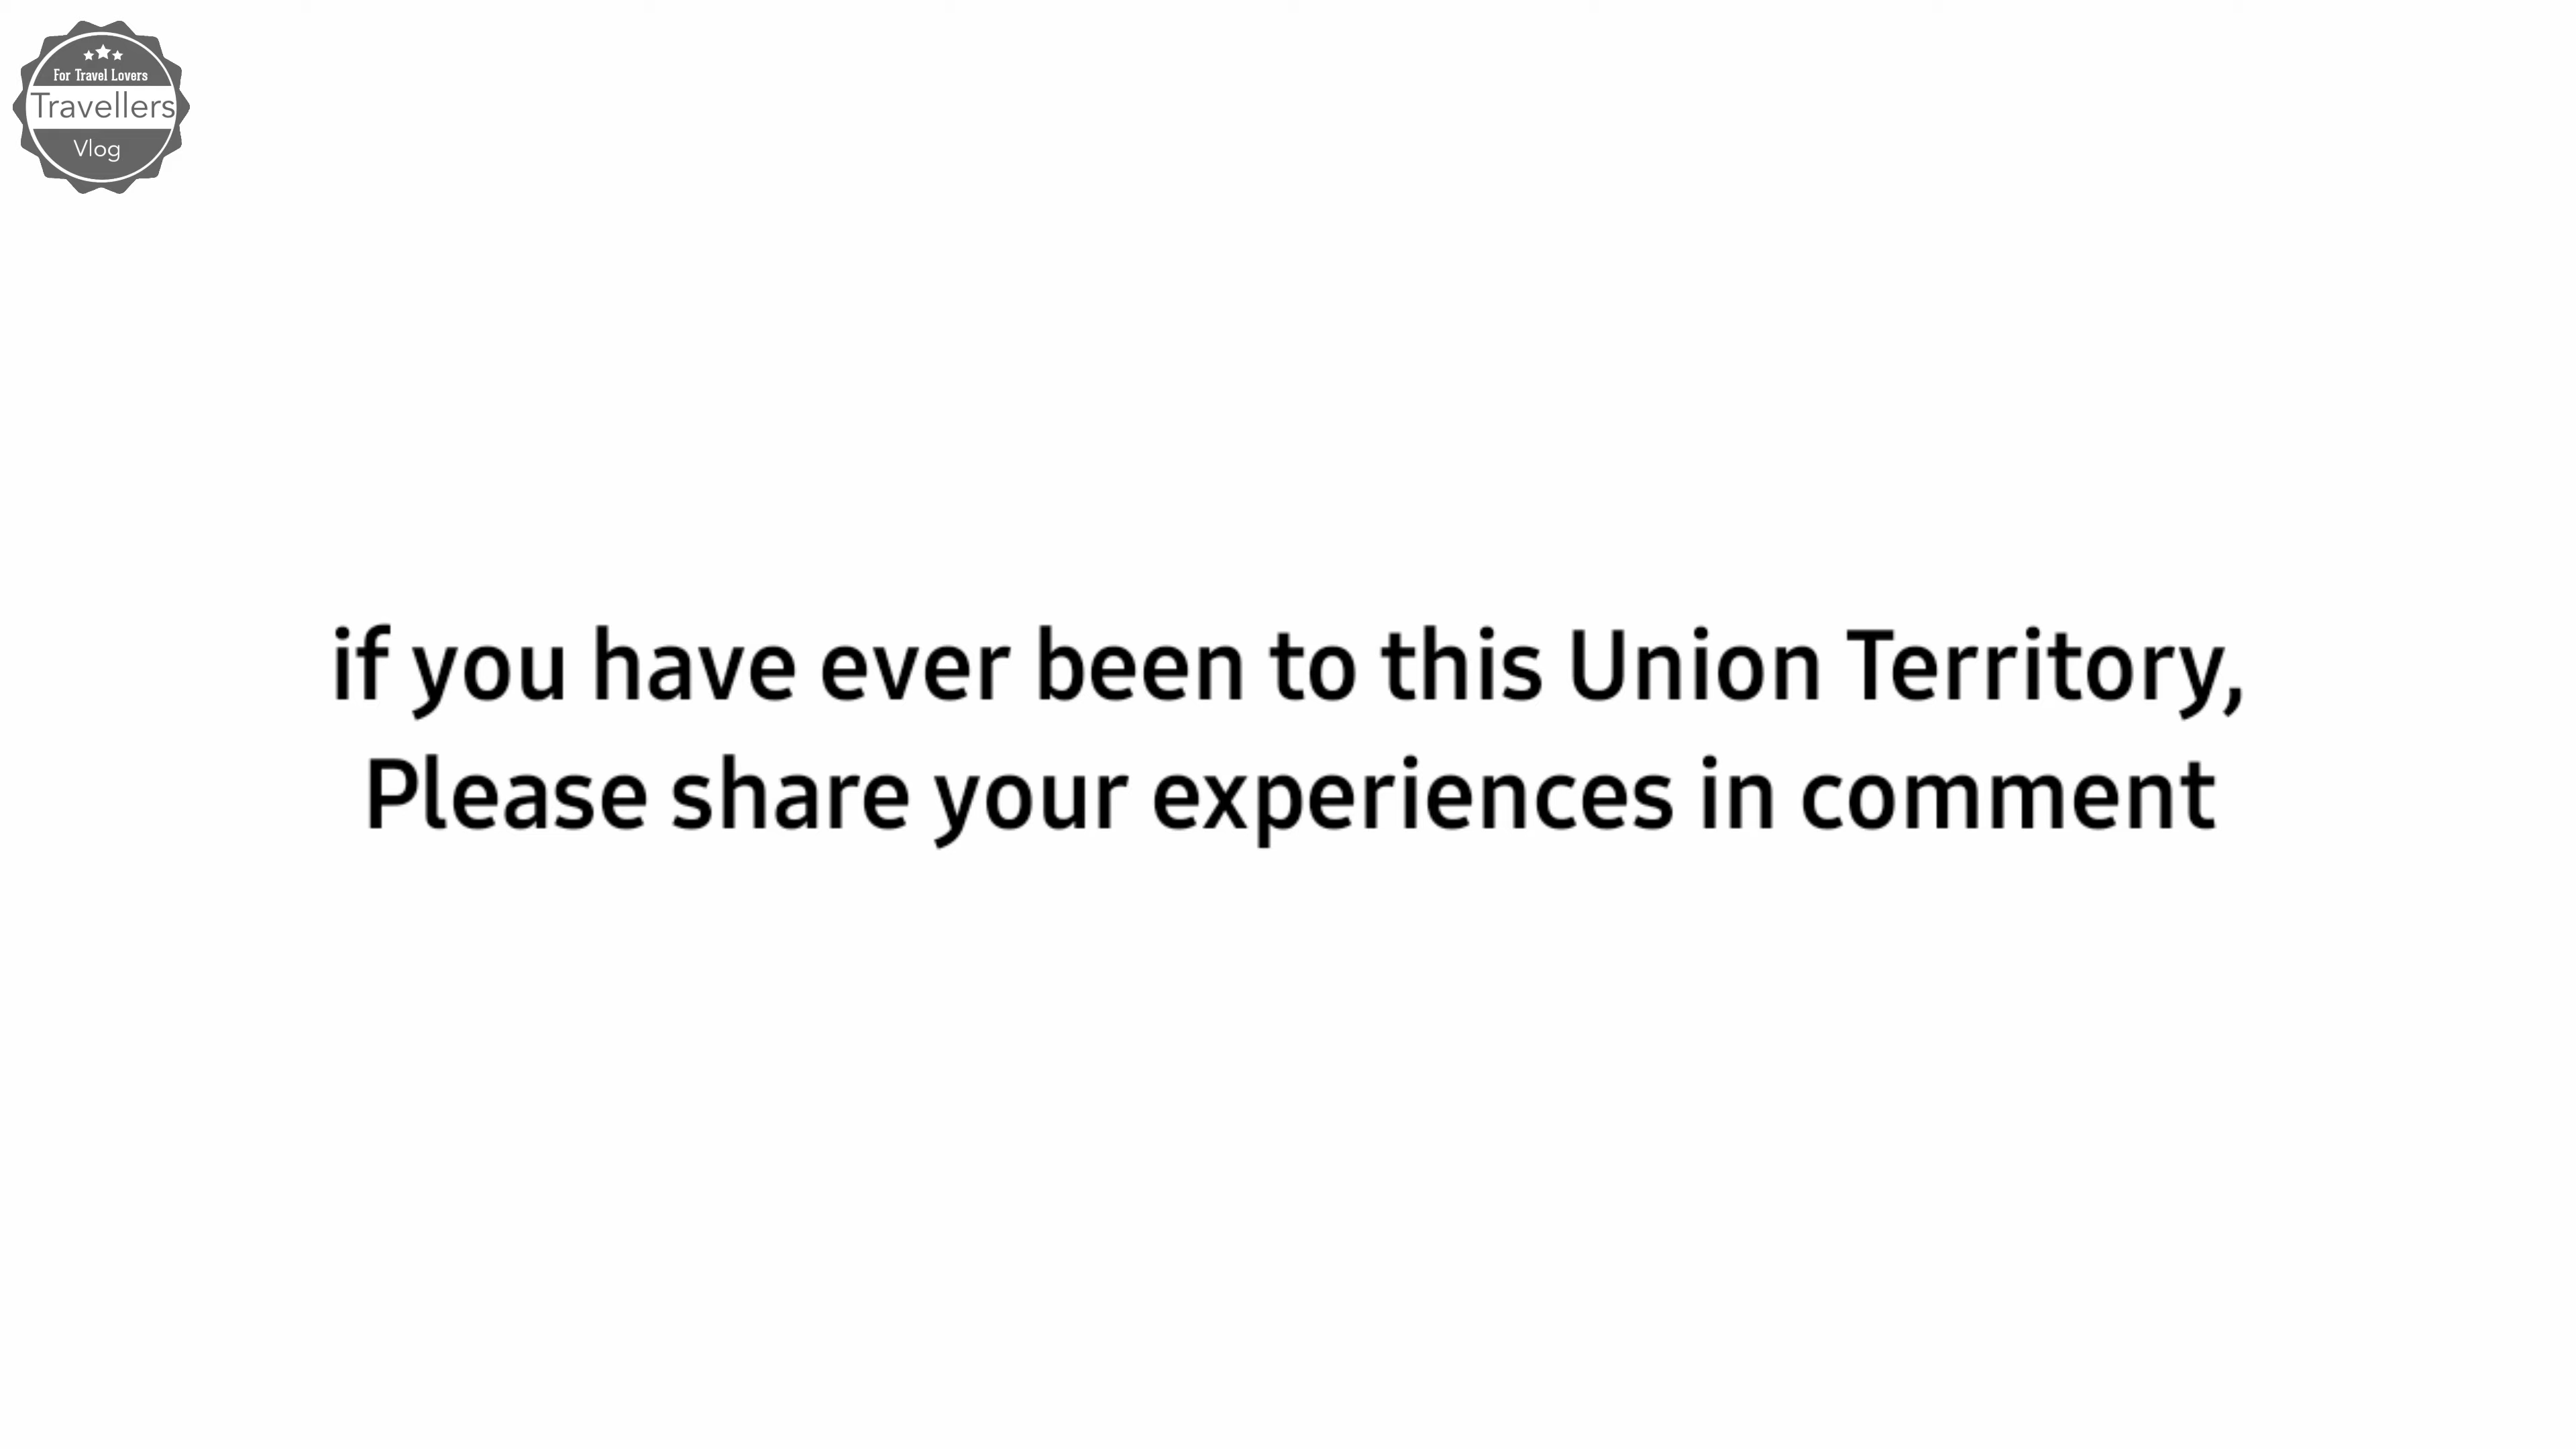 For Travel Lovers
Travellers
Vlog
if you have ever been to this Union Territory,
Please share your experiences in comment